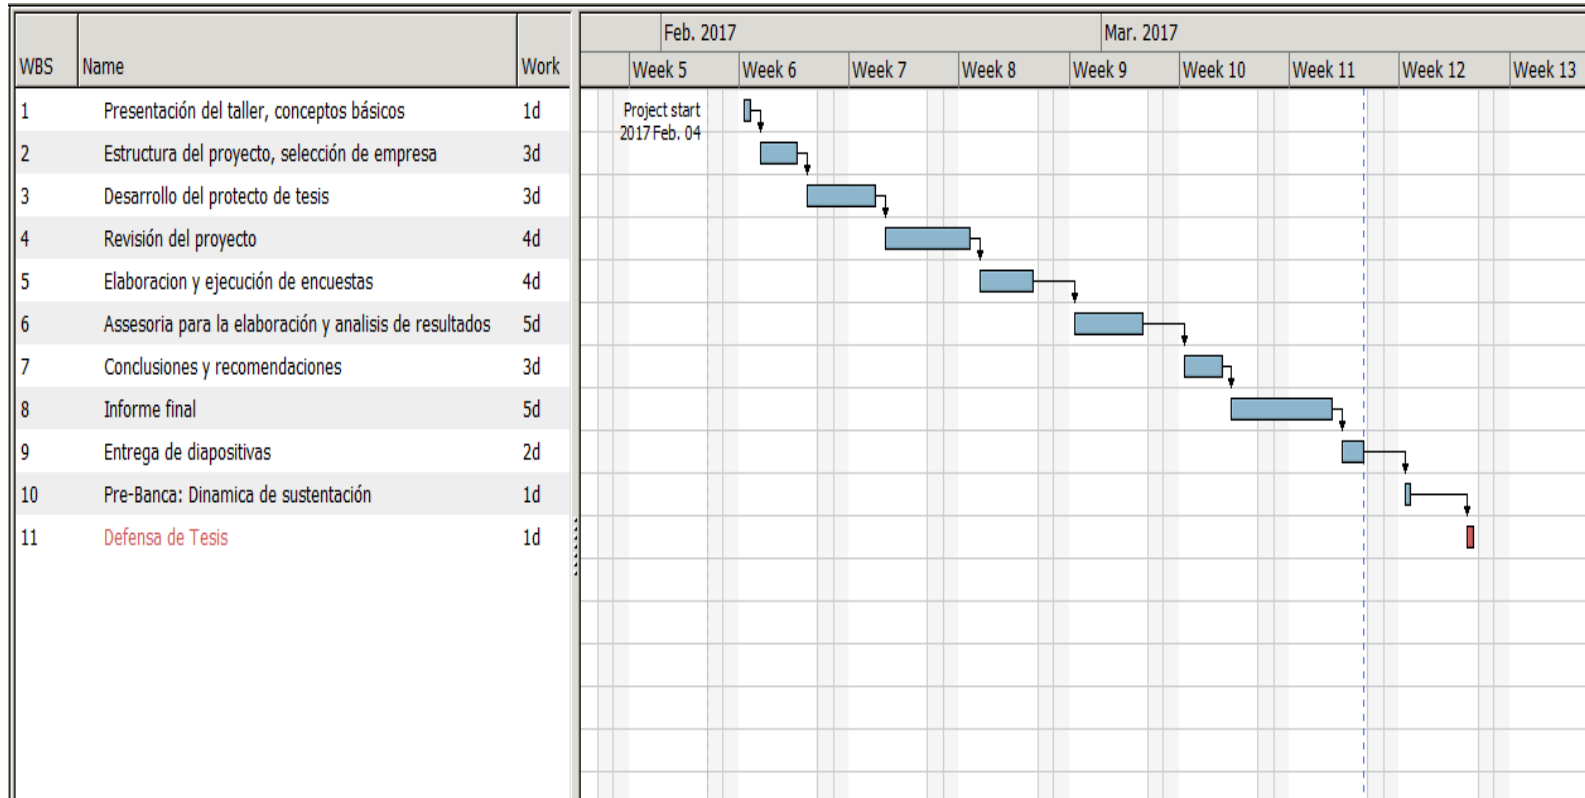 Feb. 2017 Mar. 2017
WBS Name Work Week 5 Week 6 Week 7 Week 8 Week 9 Week 10 Week 11 Week 12 Week 13
1 Presentación del taller, conceptos básicos 1d
Project start
2017 Feb. 04
2 Estructura del proyecto, selección de empresa 3d
3 Desarrollo del protecto de tesis 3d
4 Revisión del proyecto 4d
5 Elaboracion y ejecución de encuestas 4d
6 Assesoria para la elaboración y analisis de resultados 5d
7 Conclusiones y recomendaciones 3d
8 Informe final 5d
9 Entrega de diapositivas 2d
10 Pre-Banca: Dinamica de sustentación 1d
11 Defensa de Tesis 1d